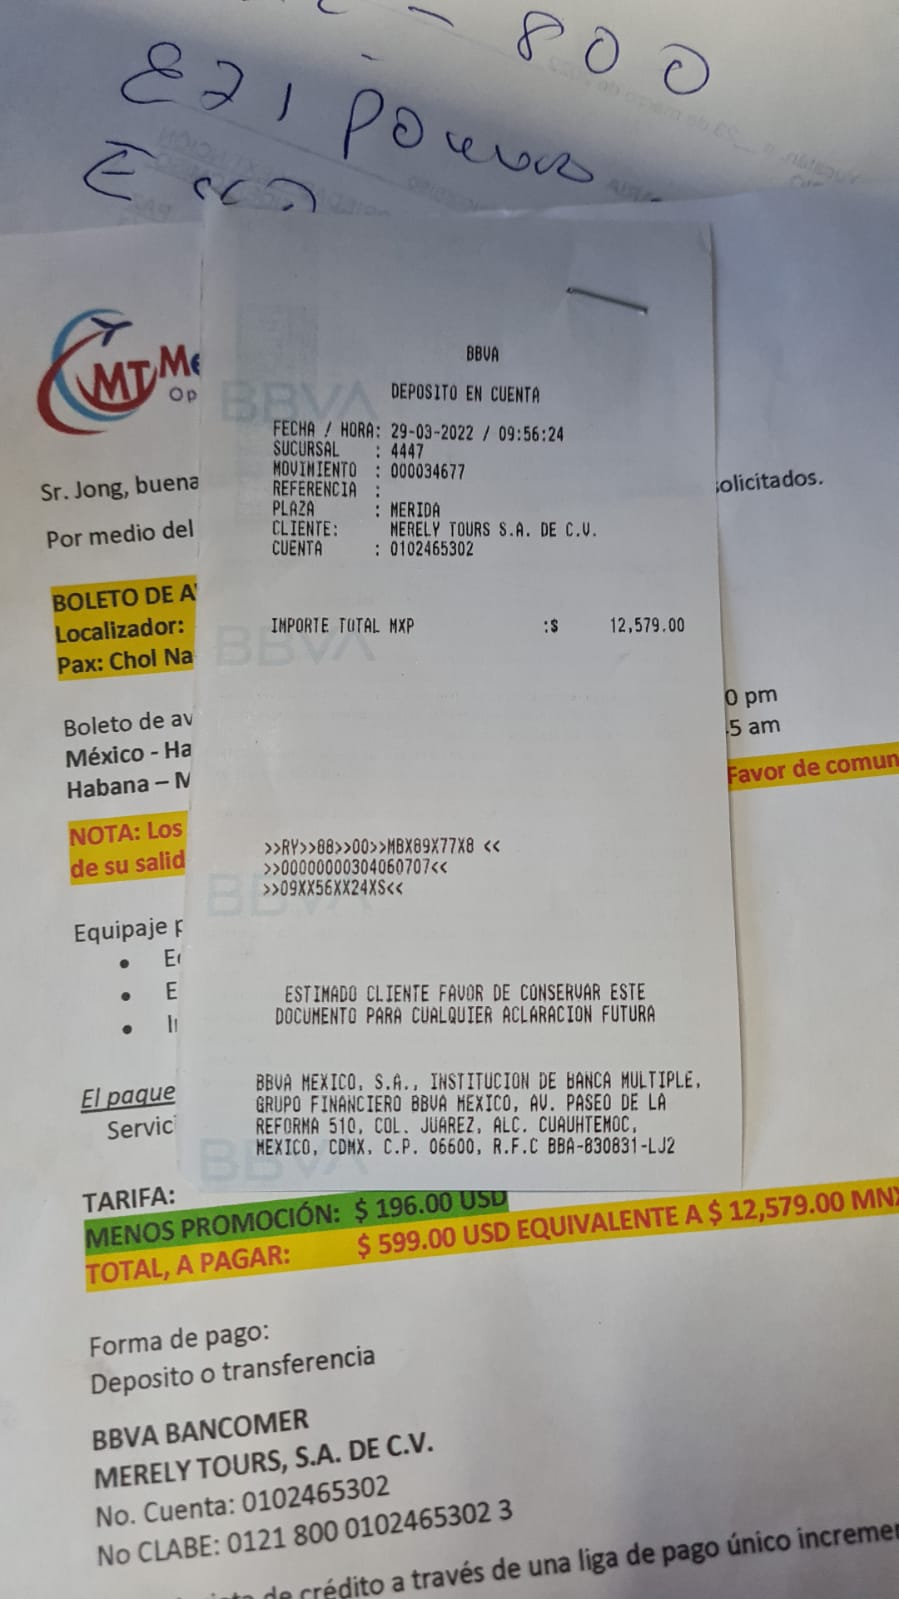 800
BBVA
DEPOSITO EN CUENTA
FECHA / HORA: 29-03-2022 / 09:56:24
SUCURSAL : 4447
MOVIMIENTO : 000034677
REFERENCIA :
PLAZA : MERIDA
CLIENTE: MERELY TOURS S.A. DE C.V.
CUENTA : 0102465302
IMPORTE TOTAL MXP :$ 12,579.00
>>RY>>88>>00>>MBX89X77X8 <<
>>00000000304060707<<
>>09XX56XX24XS<<
ESTIMADO CLIENTE FAVOR DE CONSERVAR ESTE
DOCUMENTO PARA CUALQUIER ACLARACION FUTURA
BBVA MEXICO, S.A., INSTITUCION DE BANCA MULTIPLE,
GRUPO FINANCIERO BBVA MEXICO, AV. PASEO DE LA
REFORMA 510, COL. JUAREZ, ALC. CUAUHTEMOC,
MEXICO, CDMX. C.P. 06600, R.F.C BBA-830831-LJ2
BBVA
BBVA
BBVA
BBVA
MT Me
Op
Sr. Jong, buena
solicitados.
Por medio del
BOLETO DE A
Localizador:
Pax: Chol Na
Boleto de av 0 pm
México - Ha 5 am
Habana – M Favor de comun
NOTA: Los
de su salid
Equipaje p
El paque
Servic
TARIFA:
MENOS PROMOCIÓN: $ 196.00 USD
TOTAL, A PAGAR: $ 599.00 USD EQUIVALENTE A $ 12,579.00 MNX
Forma de pago:
Deposito o transferencia
BBVA BANCOMER
MERELY TOURS, S.A. DE C.V.
No. Cuenta: 0102465302
No CLABE: 0121 800 0102465302 3
de crédito a través de una liga de pago único increme